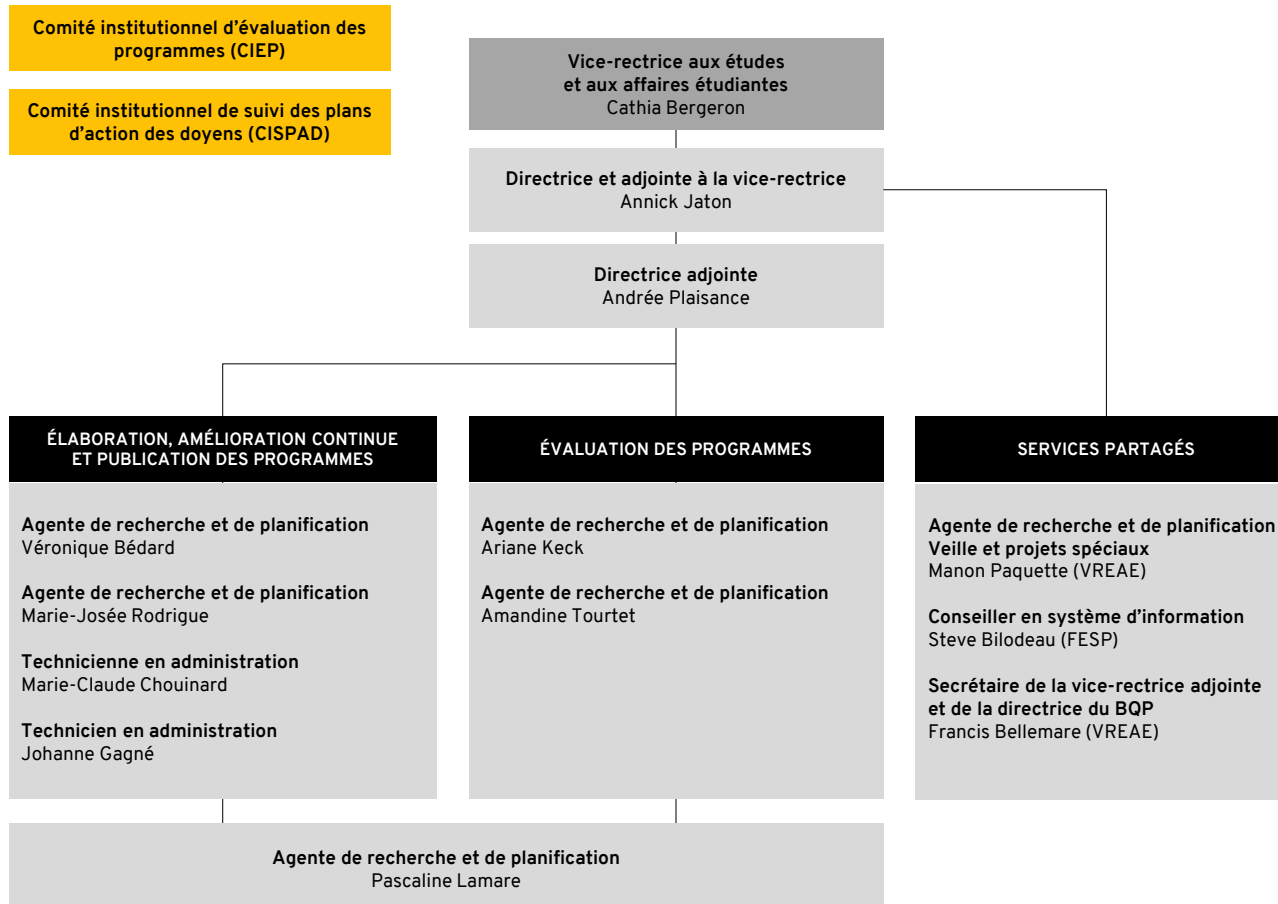 Comité institutionnel d’évaluation des
programmes (CIEP)
Comité institutionnel de suivi des plans
d’action des doyens (CISPAD)
Vice-rectrice aux études
et aux affaires étudiantes
Cathia Bergeron
Directrice et adjointe à la vice-rectrice
Annick Jaton
Directrice adjointe
Andrée Plaisance
ÉLABORATION, AMÉLIORATION CONTINUE
ET PUBLICATION DES PROGRAMMES
Agente de recherche et de planification
Véronique Bédard
Agente de recherche et de planification
Marie-Josée Rodrigue
Technicienne en administration
Marie-Claude Chouinard
Technicien en administration
Johanne Gagné
ÉVALUATION DES PROGRAMMES
Agente de recherche et de planification
Ariane Keck
Agente de recherche et de planification
Amandine Tourtet
SERVICES PARTAGÉS
Agente de recherche et de planification
Veille et projets spéciaux
Manon Paquette (VREAE)
Conseiller en système d’information
Steve Bilodeau (FESP)
Secrétaire de la vice-rectrice adjointe
et de la directrice du BQP
Francis Bellemare (VREAE)
Agente de recherche et de planification
Pascaline Lamare